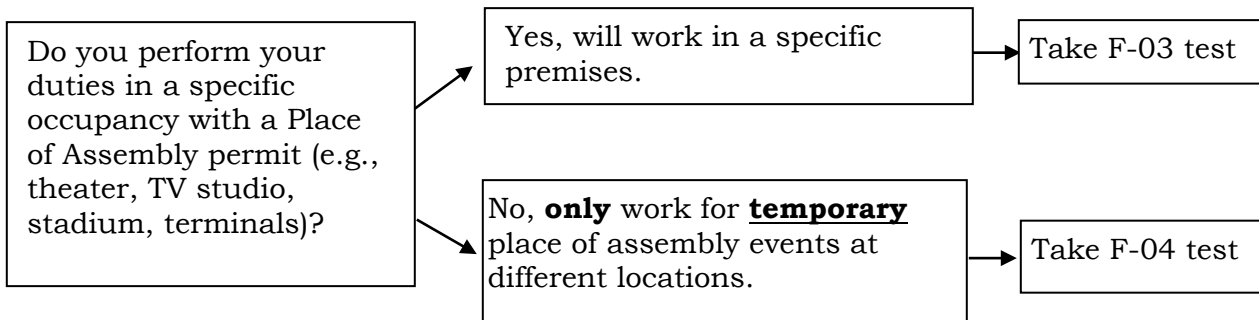 Do you perform your
duties in a specific
occupancy with a Place
of Assembly permit (e.g.,
theater, TV studio,
stadium, terminals)?
Yes, will work in a specific
premises.
Take F-03 test
No, only work for temporary
place of assembly events at
different locations.
Take F-04 test